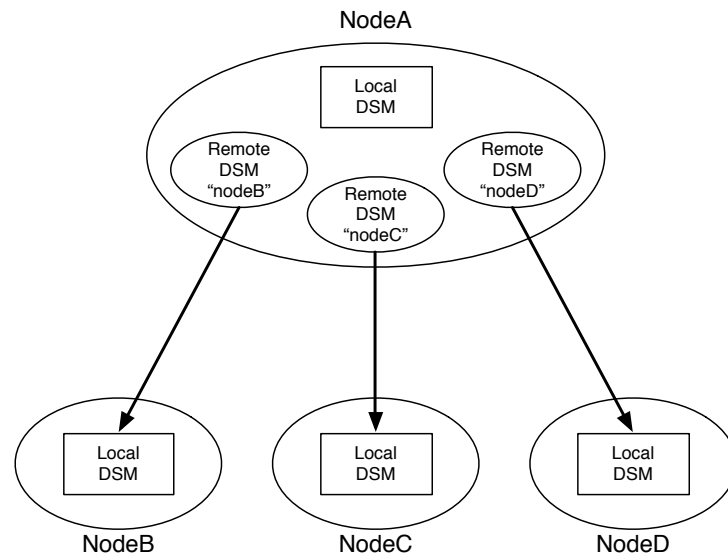 NodeA
Local
DSM
Remote
DSM
“nodeB”
Remote
DSM
“nodeC”
Remote
DSM
“nodeD”
Local
DSM
NodeB
Local
DSM
NodeC
Local
DSM
NodeD